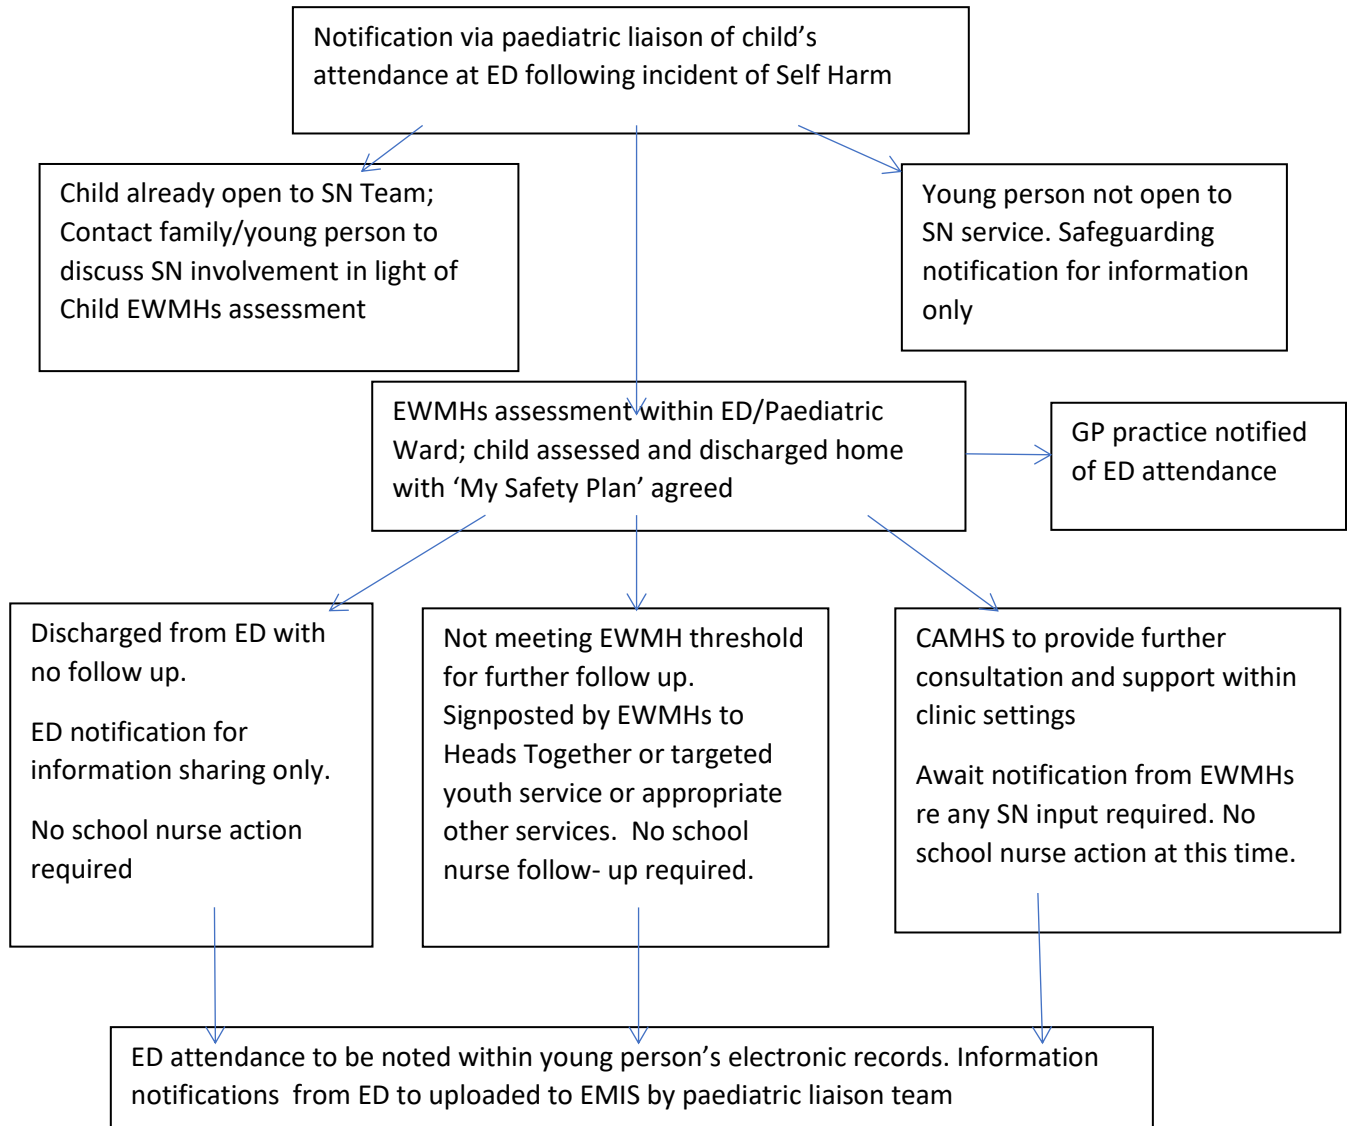 Notification via paediatric liaison of child’s
attendance at ED following incident of Self Harm
Child already open to SN Team;
Contact family/young person to
discuss SN involvement in light of
Child EWMHs assessment
Young person not open to
SN service. Safeguarding
notification for information
only
EWMHs assessment within ED/Paediatric
Ward; child assessed and discharged home
with ‘My Safety Plan’ agreed
GP practice notified
of ED attendance
Discharged from ED with
no follow up.
ED notification for
information sharing only.
No school nurse action
required
Not meeting EWMH threshold
for further follow up.
Signposted by EWMHs to
Heads Together or targeted
youth service or appropriate
other services.  No school
nurse follow- up required.
CAMHS to provide further
consultation and support within
clinic settings
Await notification from EWMHs
re any SN input required. No
school nurse action at this time.
ED attendance to be noted within young person’s electronic records. Information
notifications  from ED to uploaded to EMIS by paediatric liaison team